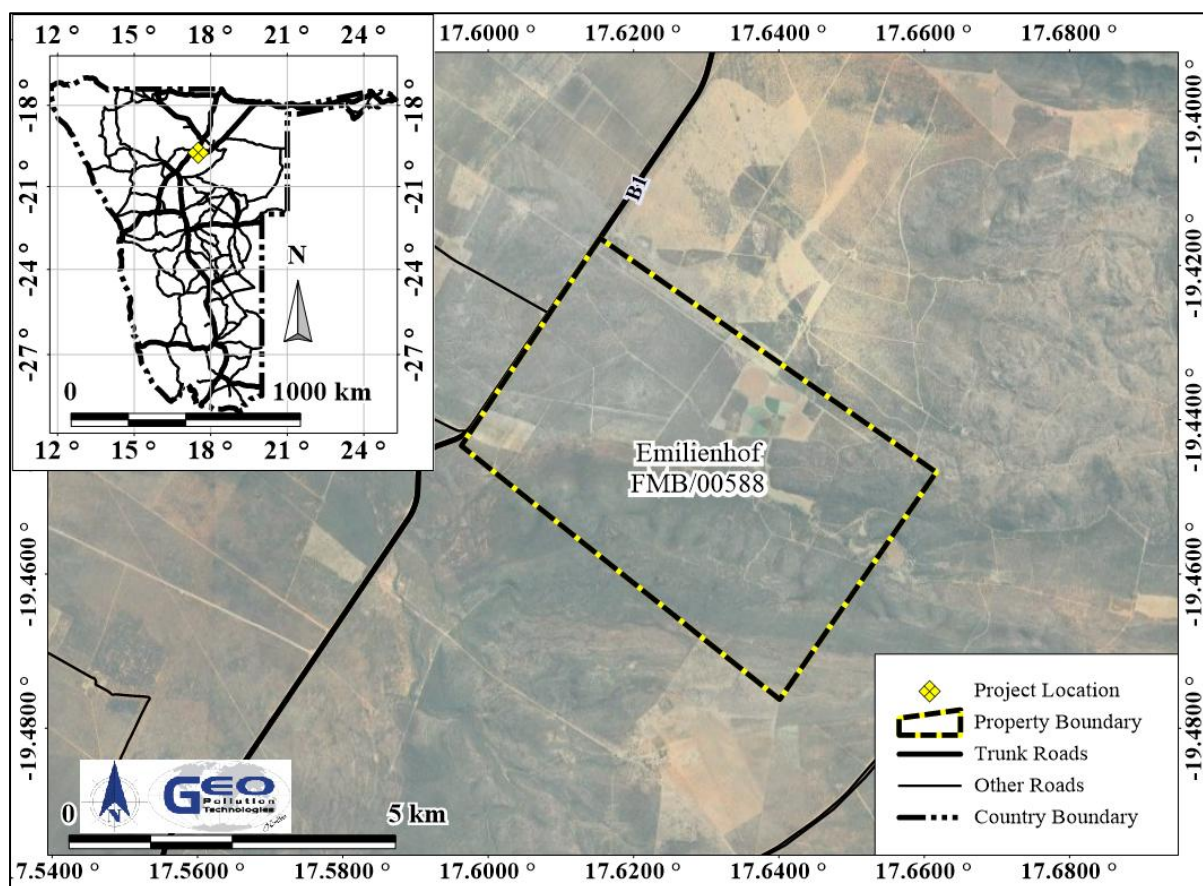 12 ° 15 ° 18 ° 21 ° 24 °
17.6000 ° 17.6200 ° 17.6400 ° 17.6600 ° 17.6800 °
-18 °
-21 °
-24 °
-27 °
-18 °
-21 °
-24 °
-27 °
N
0 1000 km
12 ° 15 ° 18 ° 21 ° 24 °
B1
-19.4000 °
-19.4200 °
-19.4400 °
-19.4600 °
-19.4800 °
Emilienhof
FMB/00588
-19.4600 °
-19.4800 °
Project Location
Property Boundary
Trunk Roads
Other Roads
Country Boundary
N
GEO
Pollution
Technologies
0 5 km
17.5400 ° 17.5600 ° 17.5800 ° 17.6000 ° 17.6200 ° 17.6400 ° 17.6600 ° 17.6800 °